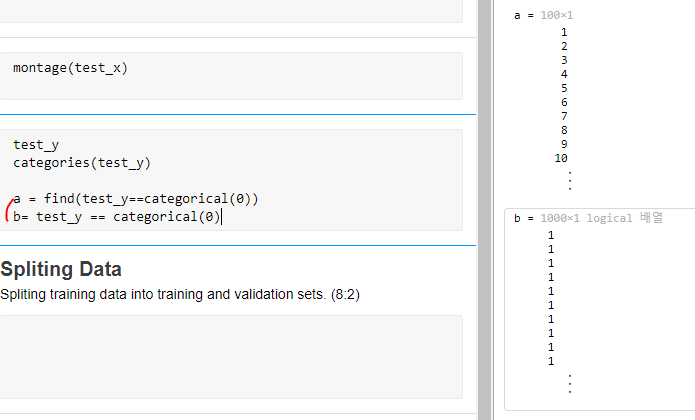 montage(test_x)
test_y
categories(test_y)
a = find(test_y==categorical(0))
b= test_y == categorical(0)
Spliting Data
Spliting training data into training and validation sets. (8:2)
a = 100×1
1
2
3
4
5
6
7
8
9
10
⋮
b = 1000×1 logical 배열
1
1
1
1
1
1
1
1
1
1
⋮